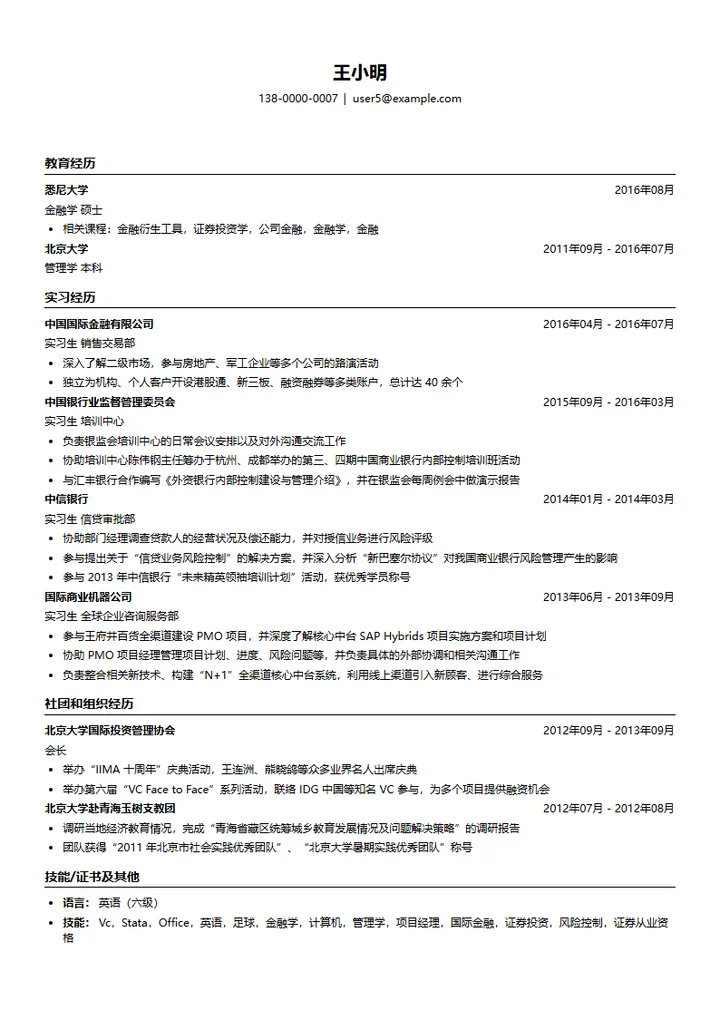 王小明
138-0000-0007 | user5@example.com
教育经历
悉尼大学 2016年08月
金融学 硕士
• 相关课程：金融衍生工具，证券投资学，公司金融，金融学，金融
北京大学 2011年09月 - 2016年07月
管理学 本科
实习经历
中国国际金融有限公司 2016年04月 - 2016年07月
实习生 销售交易部
• 深入了解二级市场，参与房地产、军工企业等多个公司的路演活动
• 独立为机构、个人客户开设港股通、新三板、融资融券等多类账户，总计达 40 余个
中国银行业监督管理委员会 2015年09月 - 2016年03月
实习生 培训中心
• 负责银监会培训中心的日常会议安排以及对外沟通交流工作
• 协助培训中心陈伟钢主任筹办于杭州、成都举办的第三、四期中国商业银行内部控制培训班活动
• 与汇丰银行合作编写《外资银行内部控制建设与管理介绍》，并在银监会每周例会中做演示报告
中信银行 2014年01月 - 2014年03月
实习生 信贷审批部
• 协助部门经理调查贷款人的经营状况及偿还能力，并对授信业务进行风险评级
• 参与提出关于“信贷业务风险控制”的解决方案，并深入分析“新巴塞尔协议”对我国商业银行风险管理产生的影响
• 参与 2013 年中信银行“未来精英领袖培训计划”活动，获优秀学员称号
国际商业机器公司 2013年06月 - 2013年09月
实习生 全球企业咨询服务部
• 参与王府井百货全渠道建设 PMO 项目，并深度了解核心中台 SAP Hybrids 项目实施方案和项目计划
• 协助 PMO 项目经理管理项目计划、进度、风险问题等，并负责具体的外部协调和相关沟通工作
• 负责整合相关新技术、构建“N+1”全渠道核心中台系统，利用线上渠道引入新顾客、进行综合服务
社团和组织经历
北京大学国际投资管理协会 2012年09月 - 2013年09月
会长
• 举办“IIMA 十周年”庆典活动，王连洲、熊晓鸽等众多业界名人出席庆典
• 举办第六届“VC Face to Face”系列活动，联络 IDG 中国等知名 VC 参与，为多个项目提供融资机会
北京大学赴青海玉树支教团 2012年07月 - 2012年08月
• 调研当地经济教育情况，完成“青海省藏区统筹城乡教育发展情况及问题解决策略”的调研报告
• 团队获得“2011 年北京市社会实践优秀团队”、“北京大学暑期实践优秀团队”称号
技能/证书及其他
• 语言： 英语（六级）
• 技能： Vc，Stata，Office，英语，足球，金融学，计算机，管理学，项目经理，国际金融，证券投资，风险控制，证券从业资
格